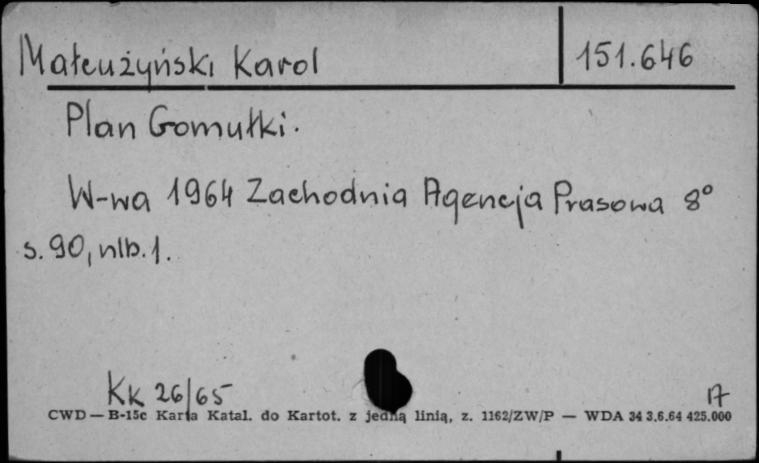 Małcużyński Karol 151.646
Plan Gomułki.
W-wa 1964 Zachodnia Agencja Prasowa 8°
s. 90, nlb. 1.
KK 26/65 17
CWD — B-15c Karta Katal. do Kartot. z jedną linią, z. 1162/ZW/P — WDA 34 3.6.64 425.000